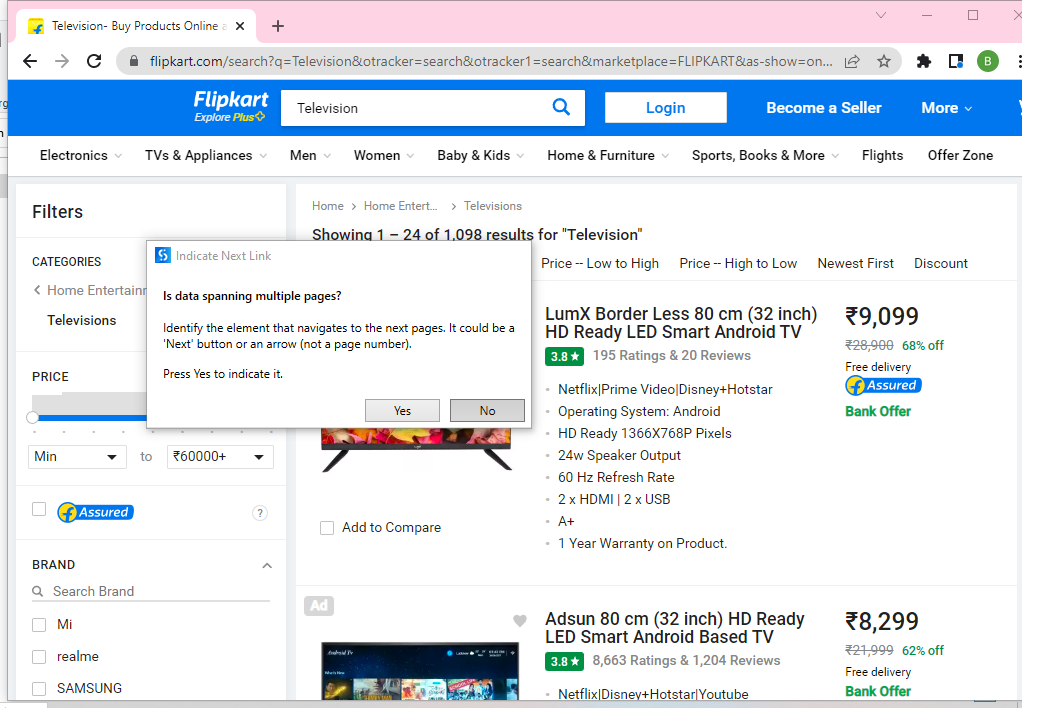 Television- Buy Products Online a
flipkart.com/search?q=Television&otracker=search&otracker1=search&marketplace=FLIPKART&as-show=on...
B
Flipkart
Explore Plus
Television
Login
Become a Seller
More
Electronics
TVs & Appliances
Men
Women
Baby & Kids
Home & Furniture
Sports, Books & More
Flights
Offer Zone
Filters
CATEGORIES
Home Entertainm
Televisions
PRICE
Min
to
₹60000+
Assured
?
BRAND
Search Brand
Mi
realme
SAMSUNG
Indicate Next Link
Is data spanning multiple pages?
Identify the element that navigates to the next pages. It could be a
'Next' button or an arrow (not a page number).
Press Yes to indicate it.
Yes
No
Home
Home Entert...
Televisions
Showing 1 – 24 of 1,098 results for "Television"
Price -- Low to High
Price -- High to Low
Newest First
Discount
LumX Border Less 80 cm (32 inch)
HD Ready LED Smart Android TV
3.8★
195 Ratings & 20 Reviews
Netflix|Prime Video|Disney+Hotstar
Operating System: Android
HD Ready 1366X768P Pixels
24w Speaker Output
60 Hz Refresh Rate
2 x HDMI | 2 x USB
A+
1 Year Warranty on Product.
₹9,099
₹28,900 68% off
Free delivery
Assured
Bank Offer
Add to Compare
Ad
Adsun 80 cm (32 inch) HD Ready
LED Smart Android Based TV
3.8★
8,663 Ratings & 1,204 Reviews
Netflix|Disney+Hotstar|Youtube
₹8,299
₹21,999 62% off
Free delivery
Bank Offer
Android Tv